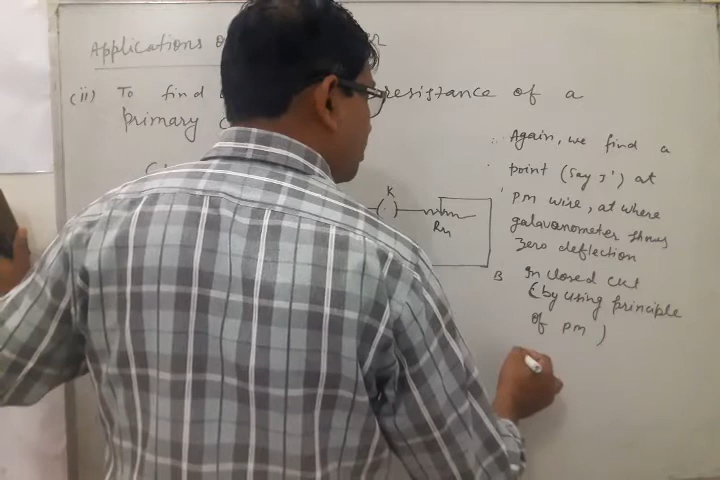 Applications
(ii) To find resistance of a
primary
K
Rh
∴ Again, we find a
point (say J') at
PM wire, at where
galavanometer shows
Zero deflection
B
In closed cut
(by using principle
of PM)